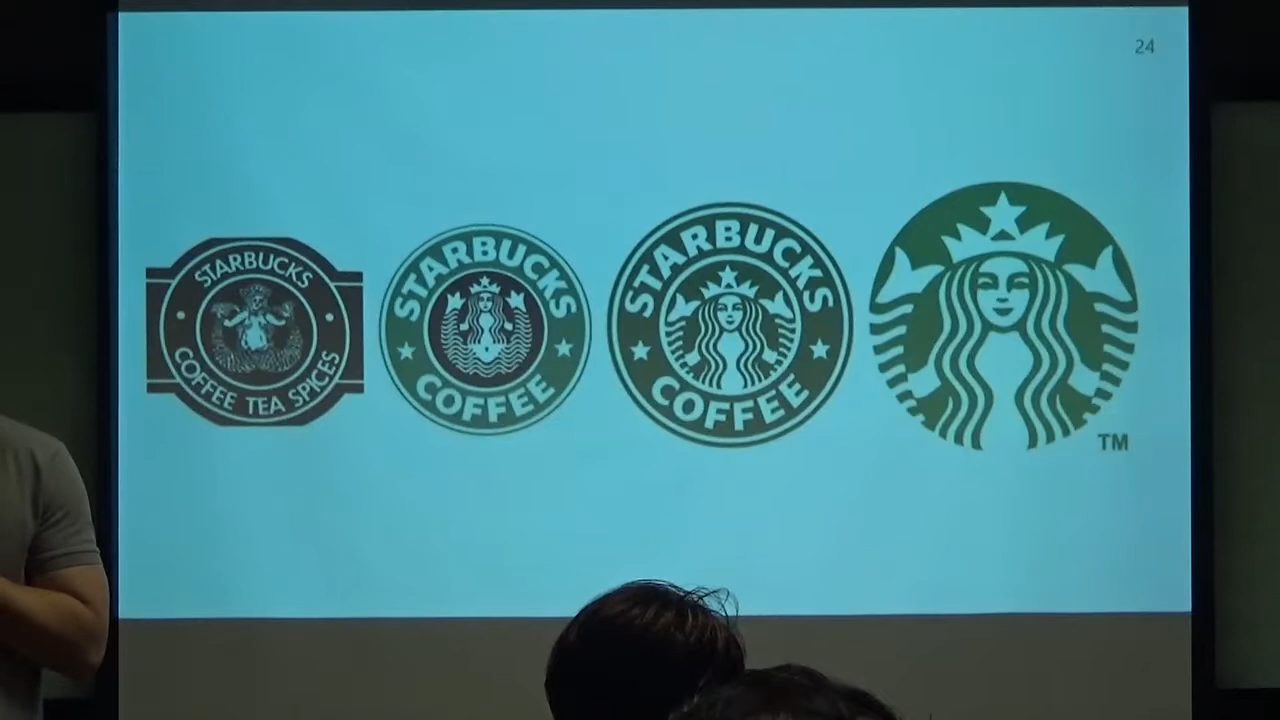 24
STARBUCKS
COFFEE TEA SPICES
STARBUCKS
COFFEE
STARBUCKS
COFFEE
TM